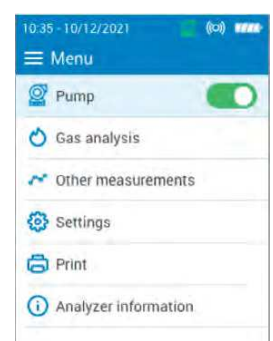 10:35 - 10/12/2021
Menu
Pump
Gas analysis
Other measurements
Settings
Print
Analyzer information